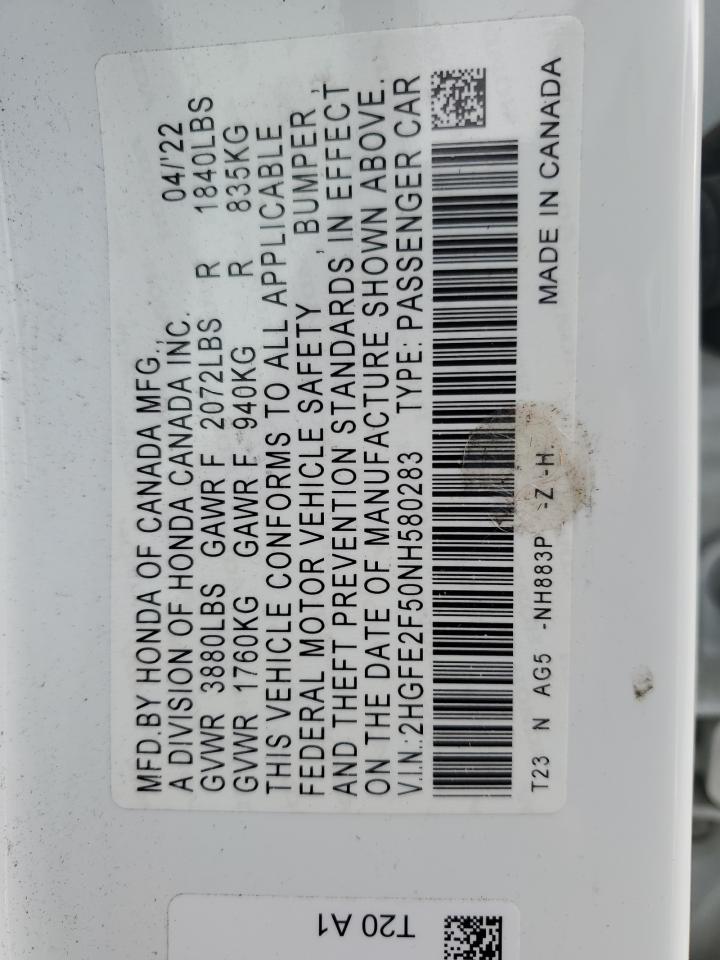 MFD.BY HONDA OF CANADA MFG.,
A DIVISION OF HONDA CANADA INC. 04/'22
GVWR 3880LBS GAWR F 2072LBS R 1840LBS
GVWR 1760KG GAWR F 940KG R 835KG
THIS VEHICLE CONFORMS TO ALL APPLICABLE
FEDERAL MOTOR VEHICLE SAFETY , BUMPER ,
AND THEFT PREVENTION STANDARDS IN EFFECT
ON THE DATE OF MANUFACTURE SHOWN ABOVE.
V.I.N.:2HGFE2F50NH580283 TYPE: PASSENGER CAR
T23 N AG5 -NH883P -Z -H. MADE IN CANADA
T20 A1